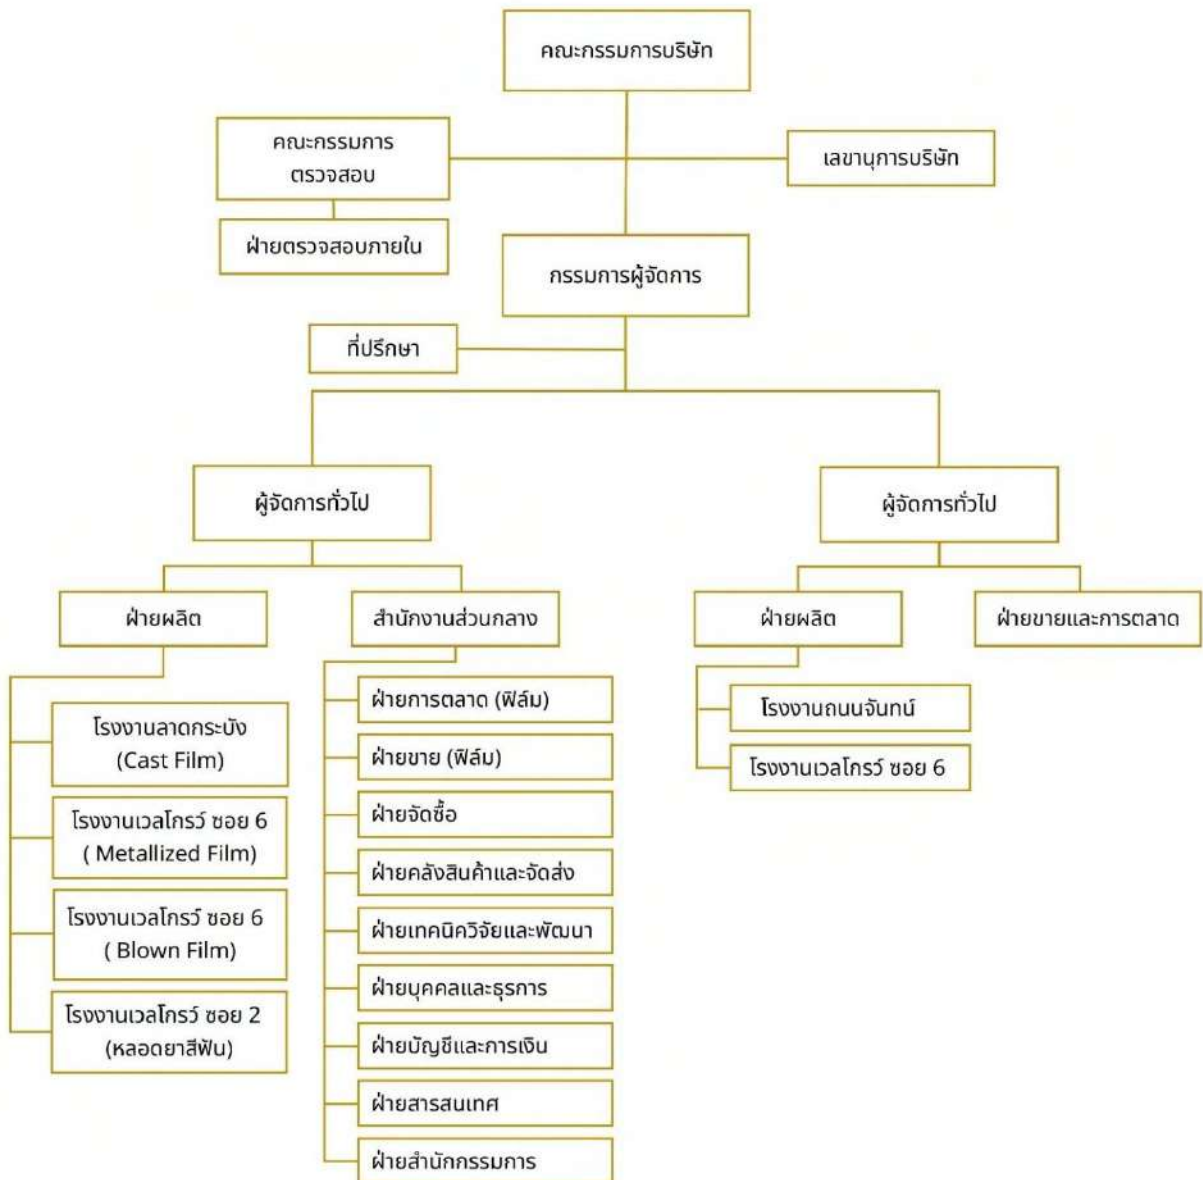 คณะกรรมการบริษัท
คณะกรรมการ
ตรวจสอบ
เลขานุการบริษัท
ฝ่ายตรวจสอบภายใน
กรรมการผู้จัดการ
ที่ปรึกษา
ผู้จัดการทั่วไป
ผู้จัดการทั่วไป
ฝ่ายผลิต
สำนักงานส่วนกลาง
ฝ่ายผลิต
ฝ่ายขายและการตลาด
โรงงานลาดกระบัง
(Cast Film)
โรงงานเวลโกรว์ ซอย 6
( Metallized Film)
โรงงานเวลโกรว์ ซอย 6
( Blown Film)
โรงงานเวลโกรว์ ซอย 2
(หลอดยาสีฟัน)
ฝ่ายการตลาด (ฟิล์ม)
ฝ่ายขาย (ฟิล์ม)
ฝ่ายจัดซื้อ
ฝ่ายคลังสินค้าและจัดส่ง
ฝ่ายเทคนิควิจัยและพัฒนา
ฝ่ายบุคคลและธุรการ
ฝ่ายบัญชีและการเงิน
ฝ่ายสารสนเทศ
ฝ่ายสำนักกรรมการ
โรงงานถนนจันทน์
โรงงานเวลโกรว์ ซอย 6